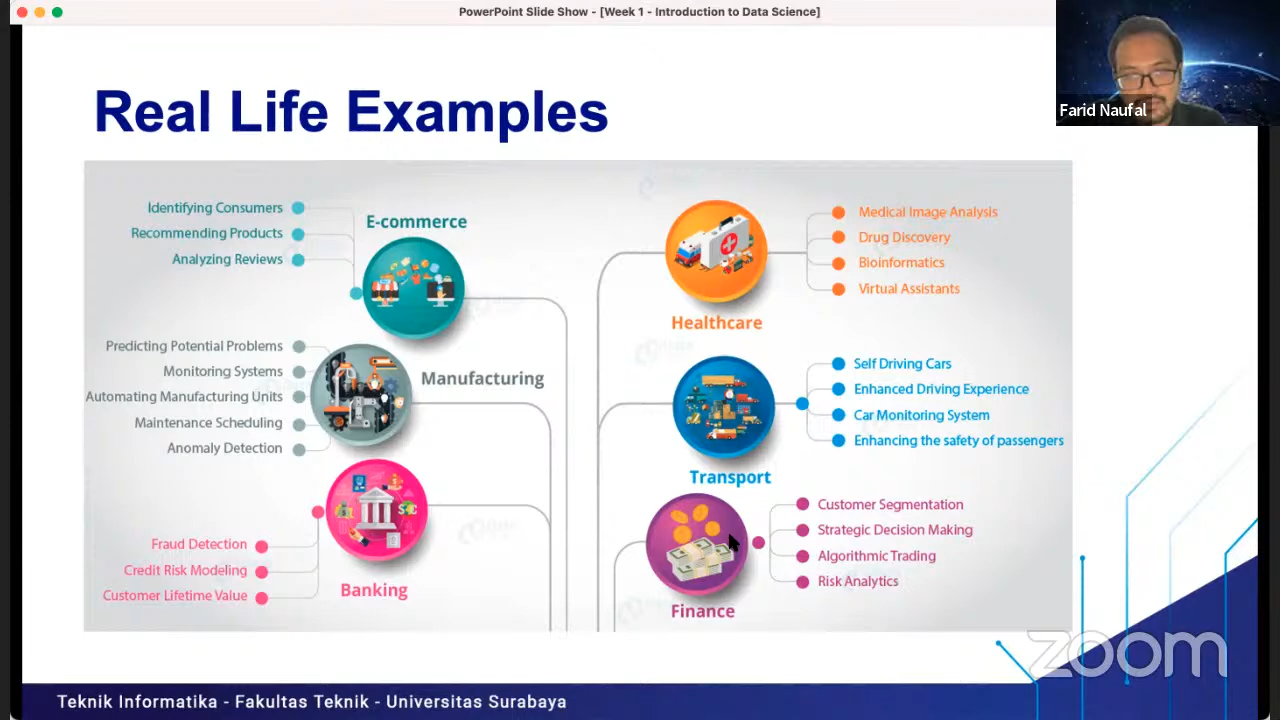 PowerPoint Slide Show - [Week 1 - Introduction to Data Science]
Farid Naufal
Real Life Examples
E-commerce
Identifying Consumers
Recommending Products
Analyzing Reviews
Manufacturing
Predicting Potential Problems
Monitoring Systems
Automating Manufacturing Units
Maintenance Scheduling
Anomaly Detection
Banking
Fraud Detection
Credit Risk Modeling
Customer Lifetime Value
Healthcare
Medical Image Analysis
Drug Discovery
Bioinformatics
Virtual Assistants
Transport
Self Driving Cars
Enhanced Driving Experience
Car Monitoring System
Enhancing the safety of passengers
Finance
Customer Segmentation
Strategic Decision Making
Algorithmic Trading
Risk Analytics
zoom
Teknik Informatika - Fakultas Teknik - Universitas Surabaya